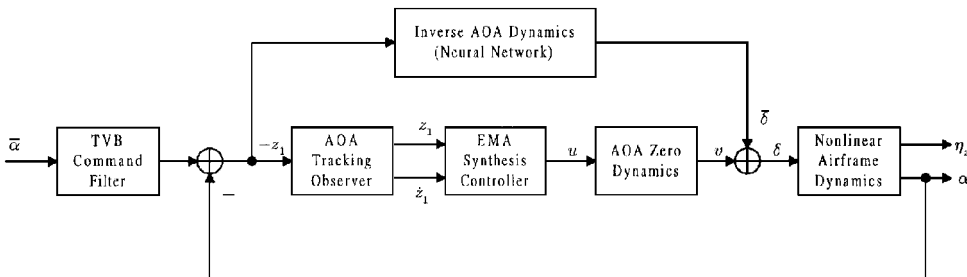 Inverse AOA Dynamics
(Neural Network)
ᾱ
TVB
Command
Filter
−
−z₁
AOA
Tracking
Observer
z₁
ż₁
EMA
Synthesis
Controller
u
AOA Zero
Dynamics
υ
δ̄
δ
Nonlinear
Airframe
Dynamics
η_z
α